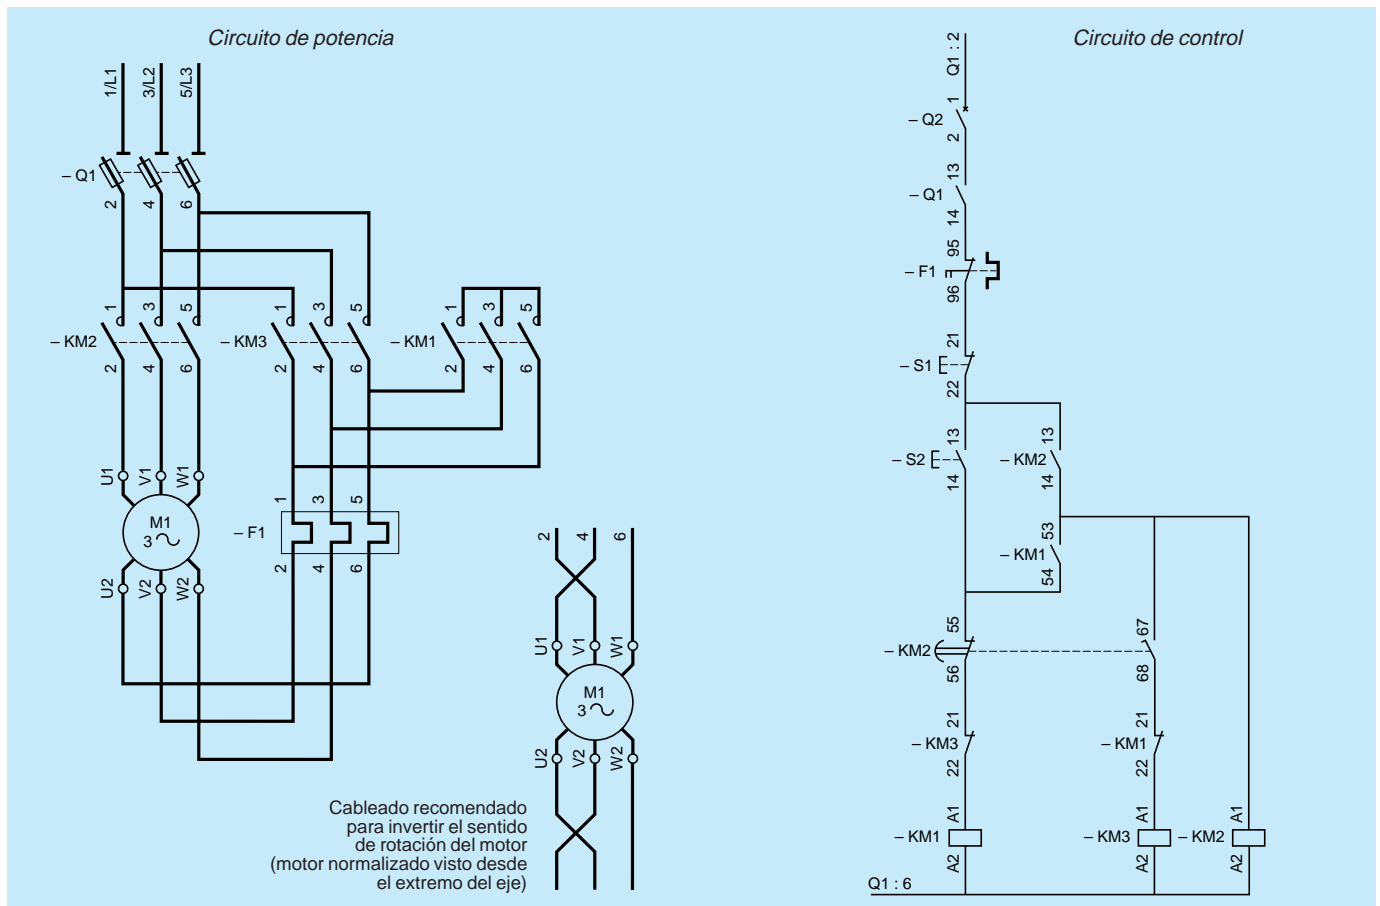 Circuito de potencia
1/L1 3/L2 5/L3
– Q1
2 4 6
1 3 5 1 3 5 1 3 5
– KM2 – KM3 – KM1
2 4 6 2 4 6 2 4 6
U1 V1 W1
1 3 5
M1
3
– F1
2 4 6
U2 V2 W2
2 4 6
U1 V1 W1
M1
3
U2 V2 W2
Cableado recomendado
para invertir el sentido
de rotación del motor
(motor normalizado visto desde
el extremo del eje)
Circuito de control
Q1 : 2
1
– Q2
2
13
– Q1
14
95
– F1
96
21
– S1
22
13 13
– S2 – KM2
14 14
53
– KM1
54
55 67
– KM2
56 68
21 21
– KM3 – KM1
22 22
A1 A1 A1
– KM1 – KM3 – KM2
A2 A2 A2
Q1 : 6